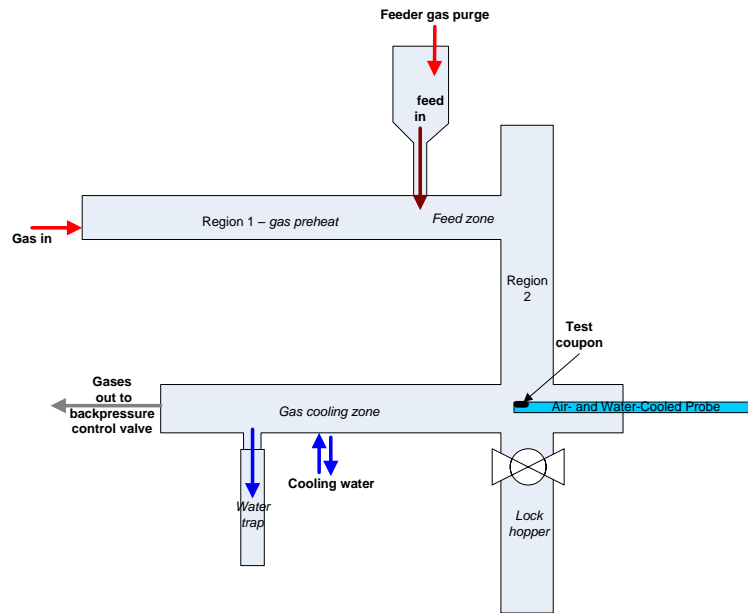 Feeder gas purge
feed
in
Region 1 – gas preheat
Feed zone
Gas in
Region
2
Test
coupon
Gases
out to
backpressure
control valve
Gas cooling zone
Air- and Water-Cooled Probe
Cooling water
Water
trap
Lock
hopper